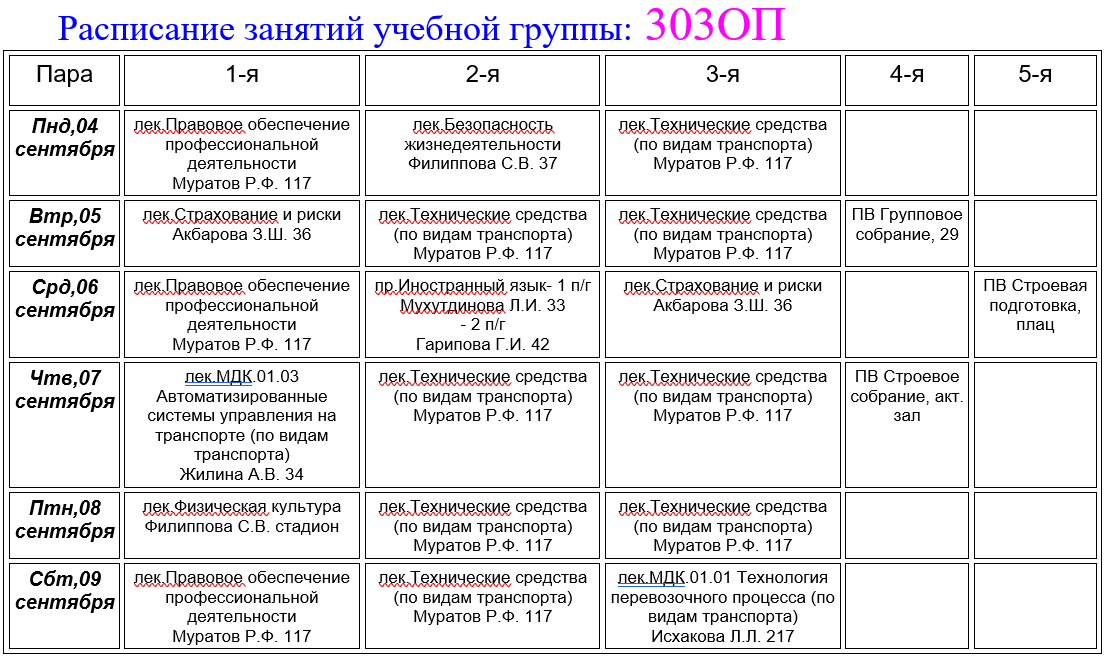 Расписание занятий учебной группы: 303ОП
Пара
1-я
2-я
3-я
4-я
5-я
Пнд,04
сентября
лек.Правовое обеспечение
профессиональной
деятельности
Муратов Р.Ф. 117
лек.Безопасность
жизнедеятельности
Филиппова С.В. 37
лек.Технические средства
(по видам транспорта)
Муратов Р.Ф. 117
Втр,05
сентября
лек.Страхование и риски
Акбарова З.Ш. 36
лек.Технические средства
(по видам транспорта)
Муратов Р.Ф. 117
лек.Технические средства
(по видам транспорта)
Муратов Р.Ф. 117
ПВ Групповое
собрание, 29
Срд,06
сентября
лек.Правовое обеспечение
профессиональной
деятельности
Муратов Р.Ф. 117
пр.Иностранный язык- 1 п/г
Мухутдинова Л.И. 33
- 2 п/г
Гарипова Г.И. 42
лек.Страхование и риски
Акбарова З.Ш. 36
ПВ Строевая
подготовка,
плац
Чтв,07
сентября
лек.МДК.01.03
Автоматизированные
системы управления на
транспорте (по видам
транспорта)
Жилина А.В. 34
лек.Технические средства
(по видам транспорта)
Муратов Р.Ф. 117
лек.Технические средства
(по видам транспорта)
Муратов Р.Ф. 117
ПВ Строевое
собрание, акт.
зал
Птн,08
сентября
лек.Физическая культура
Филиппова С.В. стадион
лек.Технические средства
(по видам транспорта)
Муратов Р.Ф. 117
лек.Технические средства
(по видам транспорта)
Муратов Р.Ф. 117
Сбт,09
сентября
лек.Правовое обеспечение
профессиональной
деятельности
Муратов Р.Ф. 117
лек.Технические средства
(по видам транспорта)
Муратов Р.Ф. 117
лек.МДК.01.01 Технология
перевозочного процесса (по
видам транспорта)
Исхакова Л.Л. 217